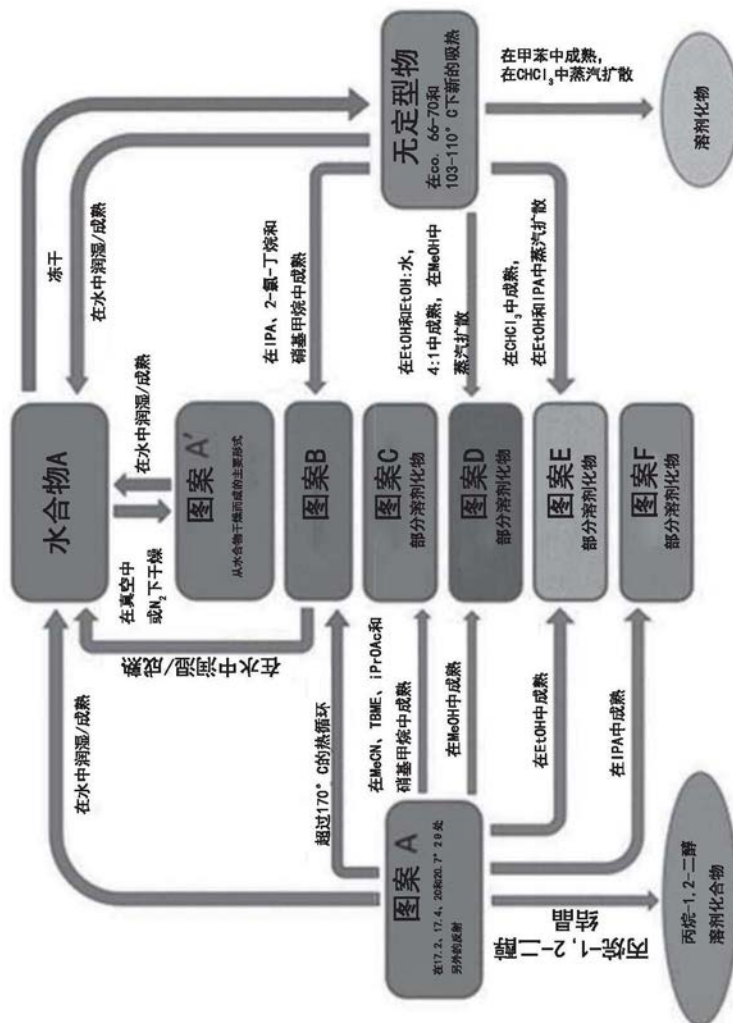 水合物A
在水中润湿/成熟
冻干
在水中润湿/成熟
在真空中
或N₂下干燥
在水中润湿/成熟
图案 A'
从水合物干燥而成的主要形式
在水中润湿/成熟
图案B
超过170°C的热循环
在IPA、2-氯-丁烷和
硝基甲烷中成熟
图案 A
在17.2、17.4、20和20.7°2θ处
另外的反射
无定型物
在co. 66-70和
103-110°C下新的吸热
在MeCN、TBME、iPrOAc和
硝基甲烷中成熟
图案C
部分溶剂化物
在MeOH中成熟
图案D
部分溶剂化物
在EtOH和EtOH:水,
4:1中成熟, 在MeOH中
蒸汽扩散
在EtOH中成熟
图案E
部分溶剂化物
在CHCl₃中成熟,
在EtOH和IPA中蒸汽扩散
在IPA中成熟
图案F
部分溶剂化物
丙烷-1,2-二醇
结晶
丙烷-1,2-二醇
溶剂化合物
在甲苯中成熟,
在CHCl₃中蒸汽扩散
溶剂化物